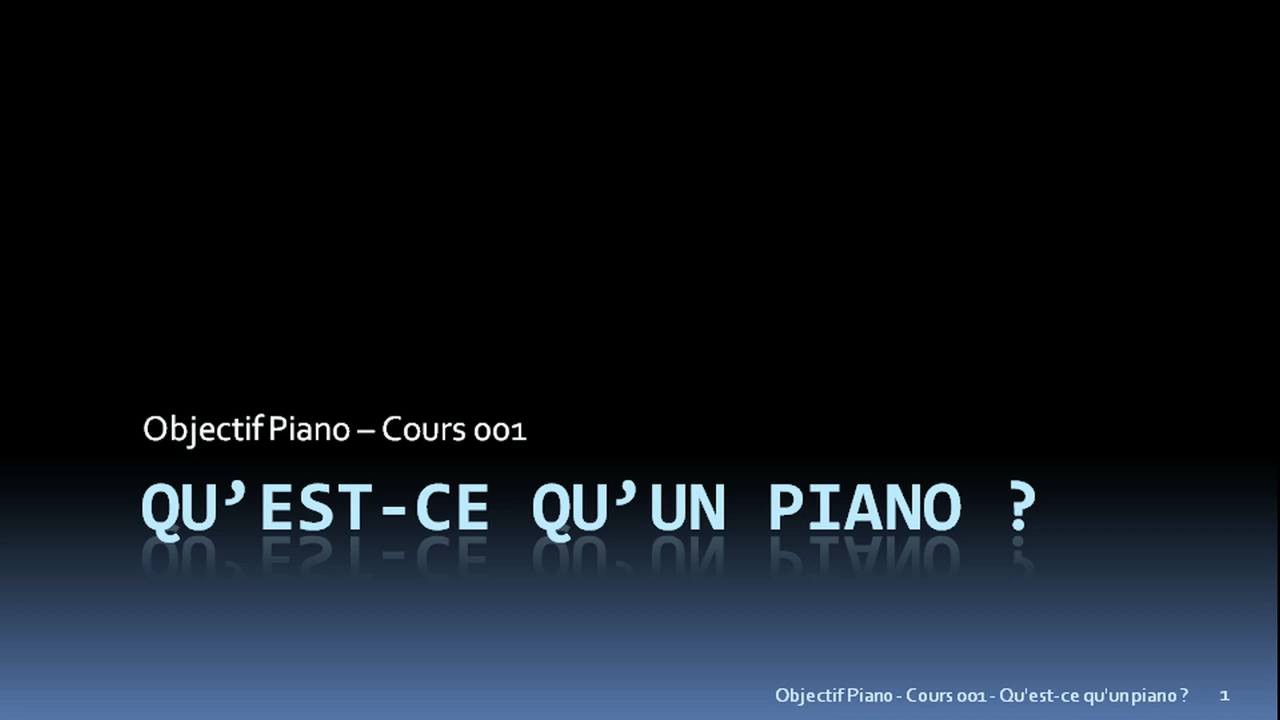 Objectif Piano – Cours 001
QU’EST-CE QU’UN PIANO ?
Objectif Piano - Cours 001 - Qu'est-ce qu'un piano ? 1